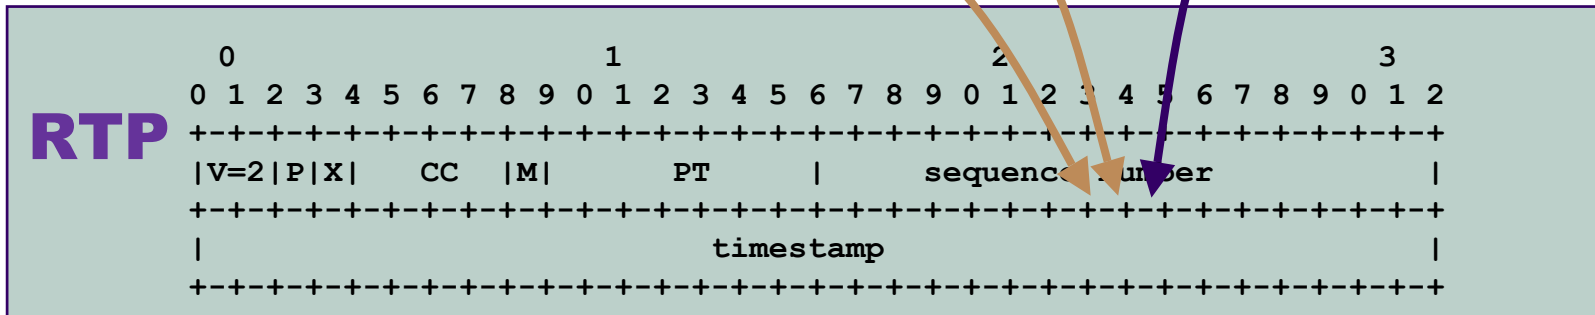 RTP
  0                   1                   2                   3
0 1 2 3 4 5 6 7 8 9 0 1 2 3 4 5 6 7 8 9 0 1 2 3 4 5 6 7 8 9 0 1 2
+-+-+-+-+-+-+-+-+-+-+-+-+-+-+-+-+-+-+-+-+-+-+-+-+-+-+-+-+-+-+-+-+
|V=2|P|X|   CC  |M|      PT     |     sequence number           |
+-+-+-+-+-+-+-+-+-+-+-+-+-+-+-+-+-+-+-+-+-+-+-+-+-+-+-+-+-+-+-+-+
|                          timestamp                            |
+-+-+-+-+-+-+-+-+-+-+-+-+-+-+-+-+-+-+-+-+-+-+-+-+-+-+-+-+-+-+-+-+